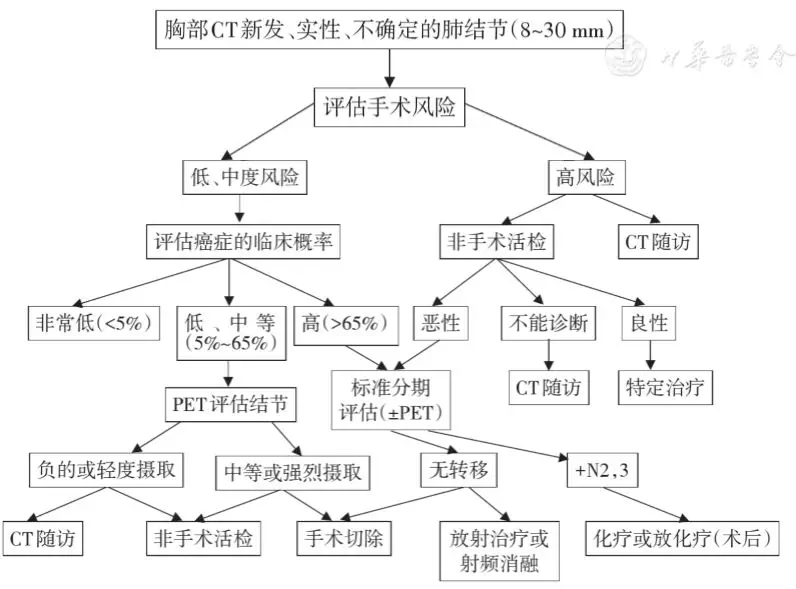 胸部CT新发、实性、不确定的肺结节(8~30 mm)
中华医学会
评估手术风险
低、中度风险
高风险
评估癌症的临床概率
非手术活检
CT随访
非常低(<5%)
低、中等
(5%~65%)
高(>65%)
恶性
不能诊断
良性
标准分期
评估(±PET)
CT随访
特定治疗
PET评估结节
负的或轻度摄取
中等或强烈摄取
无转移
+N2,3
CT随访
非手术活检
手术切除
放射治疗或
射频消融
化疗或放化疗(术后)